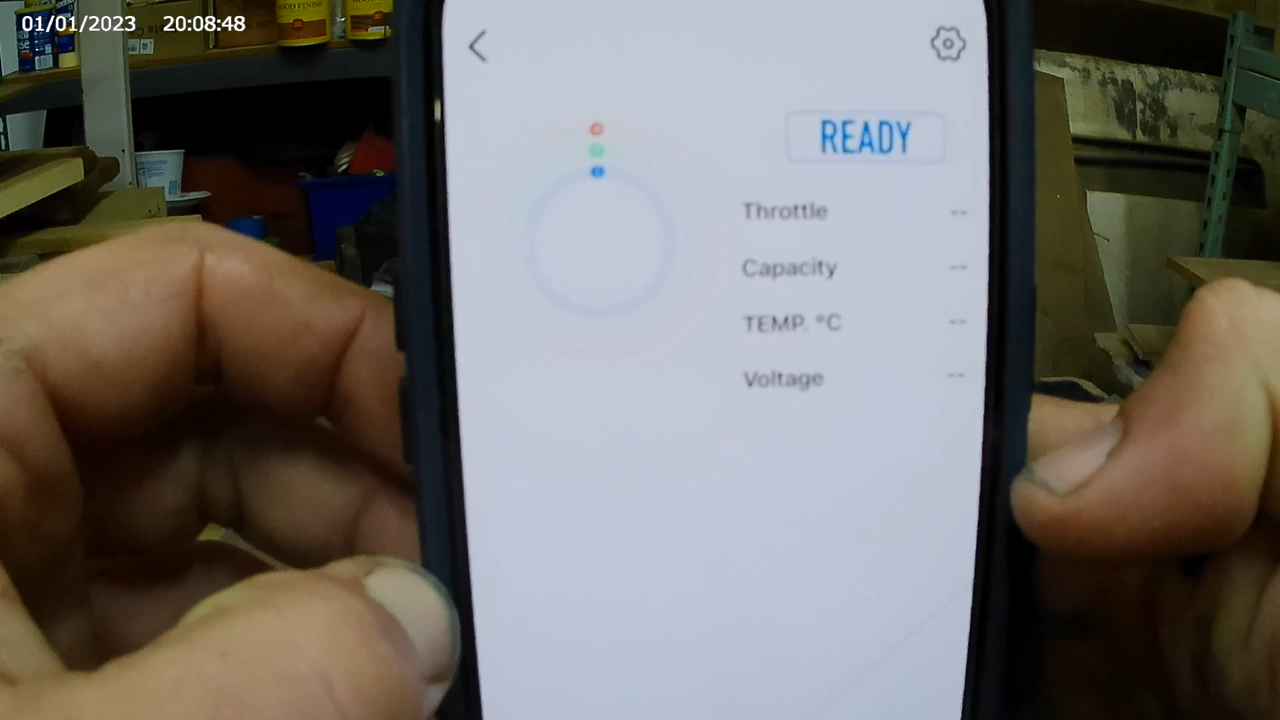 01/01/2023 20:08:48
READY
Throttle --
Capacity --
TEMP. °C --
Voltage --